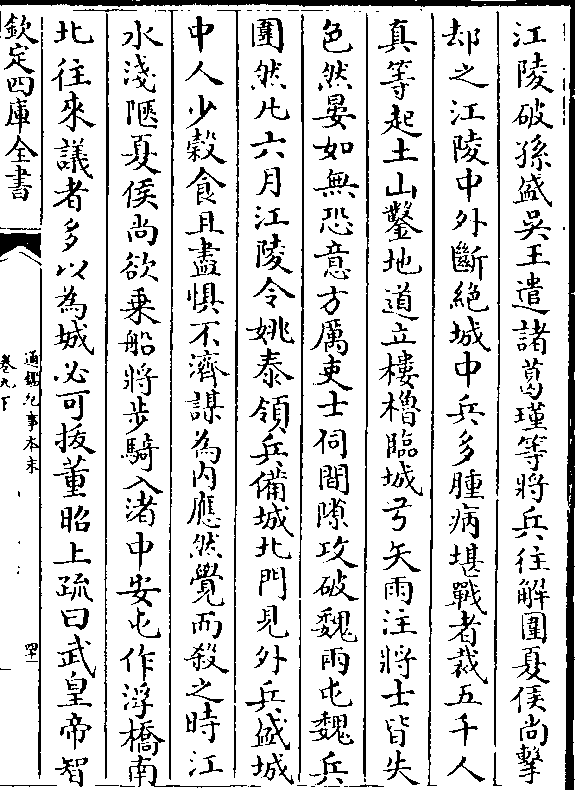 江陵破孫盛吳王遣諸葛瑾等將兵往解圍夏侯尚擊
却之江陵中外斷絶城中兵多腫病堪戰者裁五千人
真等起土山鑿地道立樓櫓臨城弓矢雨注將士皆失
色然晏如無恐意方厲吏士伺間隙攻破魏兩屯魏兵
圍然凡六月江陵令姚泰領兵備城北門見外兵盛城
中人少穀食且盡懼不濟謀為内應然覺而殺之時江
水淺陿夏侯尚欲乗船將步騎入渚中安屯作浮橋南
北往來議者多以為城必可拔董昭上疏曰武皇帝智
欽定四庫全書
通鑑紀事本末
卷九下